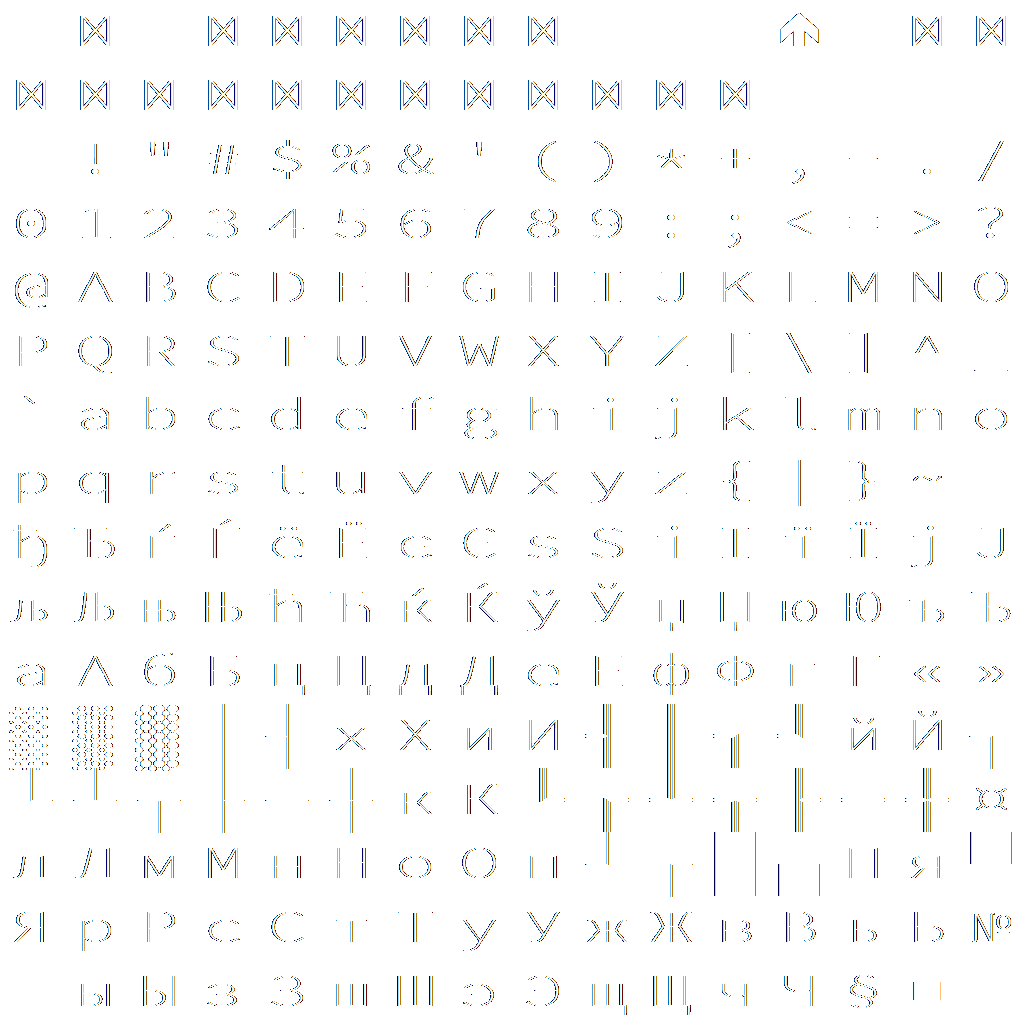 ! " # $ % & ' ( ) * + , - . /
0 1 2 3 4 5 6 7 8 9 : ; < = > ?
@ A B C D E F G H I J K L M N O
P Q R S T U V W X Y Z [ \ ] ^ _
` a b c d e f g h i j k l m n o
p q r s t u v w x y z { | } ~
ђ Ђ ѓ Ѓ ё Ё є Є ѕ Ѕ і І ї Ї ј Ј
љ Љ њ Њ ћ Ћ ќ Ќ ў Ў џ Џ ю Ю ъ Ъ
а А б Б ц Ц д Д е Е ф Ф г Г « »
░ ▒ ▓ │ ┤ х Х и И ╣ ║ ╗ ╝ й Й ┐
└ ┴ ┬ ├ ─ ┼ к К ╚ ╔ ╩ ╦ ╠ ═ ╬ ¤
л Л м М н Н о О п ┘ ┌ █ ▄ П я ▀
Я р Р с С т Т у У ж Ж в В ь Ь №
ы Ы з З ш Ш э Э щ Щ ч Ч § ■